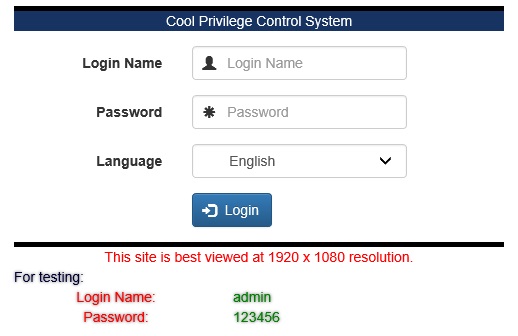 Cool Privilege Control System
Login Name Login Name
Password Password
Language English
Login
This site is best viewed at 1920 x 1080 resolution.
For testing:
Login Name: admin
Password: 123456